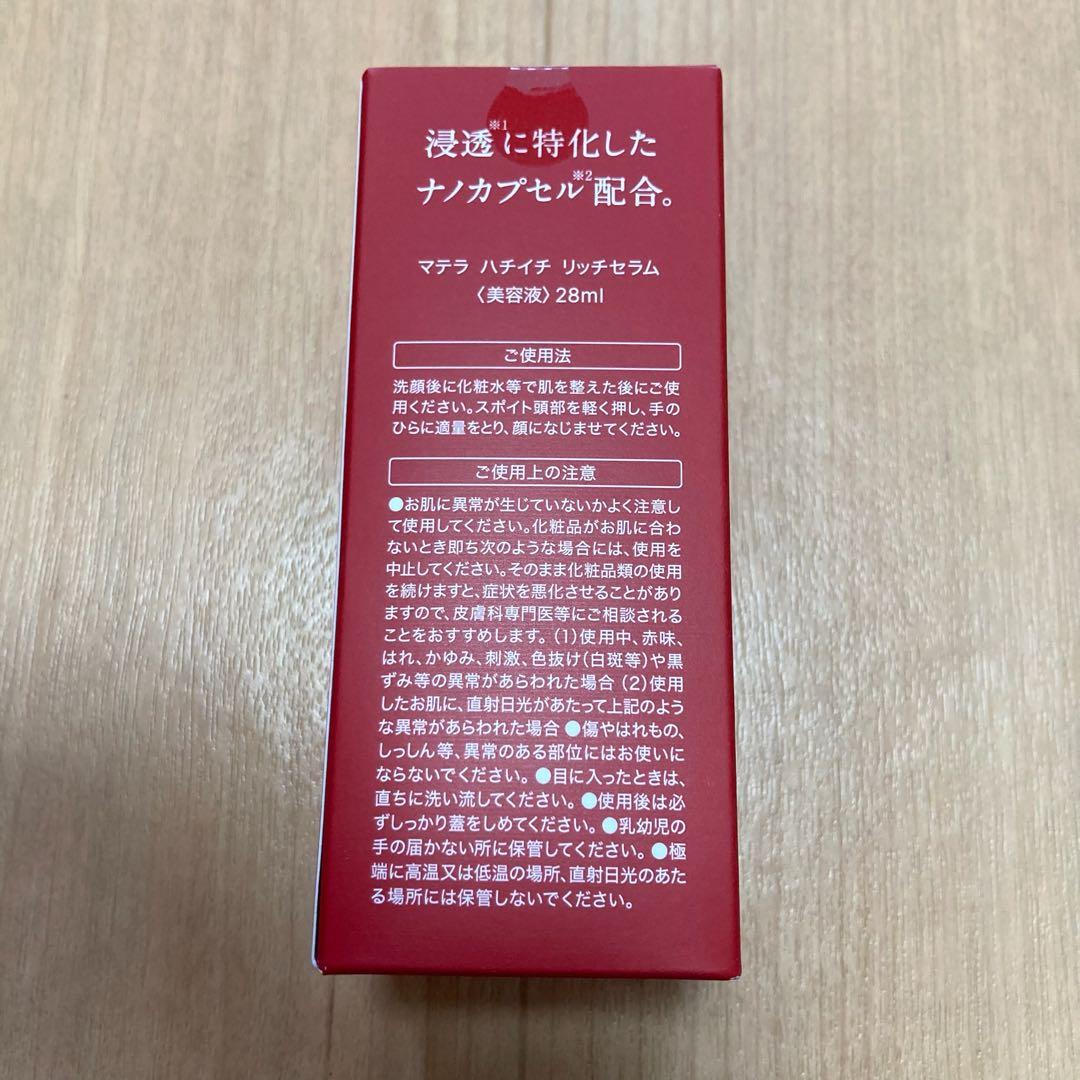 浸透※1に特化した
ナノカプセル※2配合。
マテラ ハチイチ リッチセラム
〈美容液〉28ml
ご使用法
洗顔後に化粧水等で肌を整えた後にご使
用ください。スポイト頭部を軽く押し、手の
ひらに適量をとり、顔になじませてください。
ご使用上の注意
●お肌に異常が生じていないかよく注意し
て使用してください。化粧品がお肌に合わ
ないとき即ち次のような場合には、使用を
中止してください。そのまま化粧品類の使用
を続けますと、症状を悪化させることがあり
ますので、皮膚科専門医等にご相談される
ことをおすすめします。（1）使用中、赤味、
はれ、かゆみ、刺激、色抜け（白斑等）や黒
ずみ等の異常があらわれた場合（2）使用
したお肌に、直射日光があたって上記のよう
な異常があらわれた場合 ●傷やはれもの、
しっしん等、異常のある部位にはお使いに
ならないでください。●目に入ったときは、
直ちに洗い流してください。●使用後は必
ずしっかり蓋をしめてください。●乳幼児の
手の届かない所に保管してください。●極
端に高温又は低温の場所、直射日光のあた
る場所には保管しないでください。